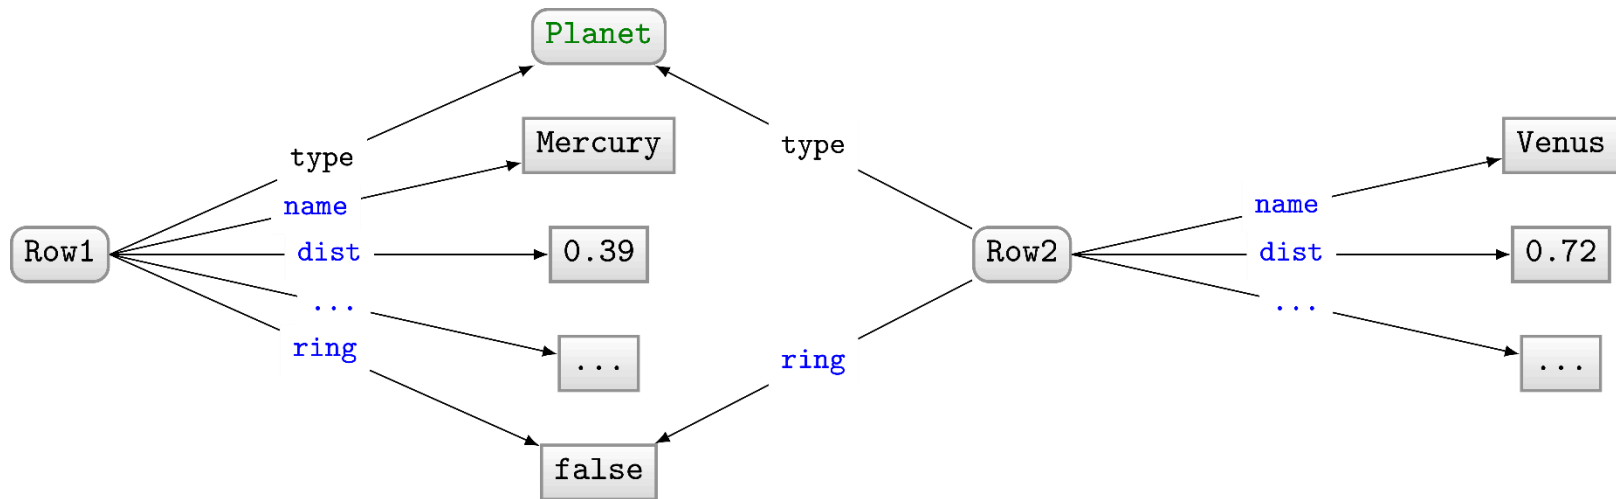 Planet
type
Mercury
type
Venus
name
name
Row1
dist
0.39
Row2
dist
0.72
...
...
ring
...
ring
...
false